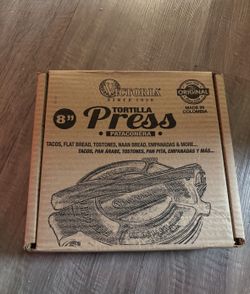 VICTORIA
SINCE 1939
8"
TORTILLA
Press
PATACONERA
ORIGINAL
MADE IN
COLOMBIA
TACOS, FLAT BREAD, TOSTONES, NAAN BREAD, EMPANADAS & MORE...
TACOS, PAN ÁRABE, TOSTONES, PAN PITA, EMPANADAS Y MÁS...